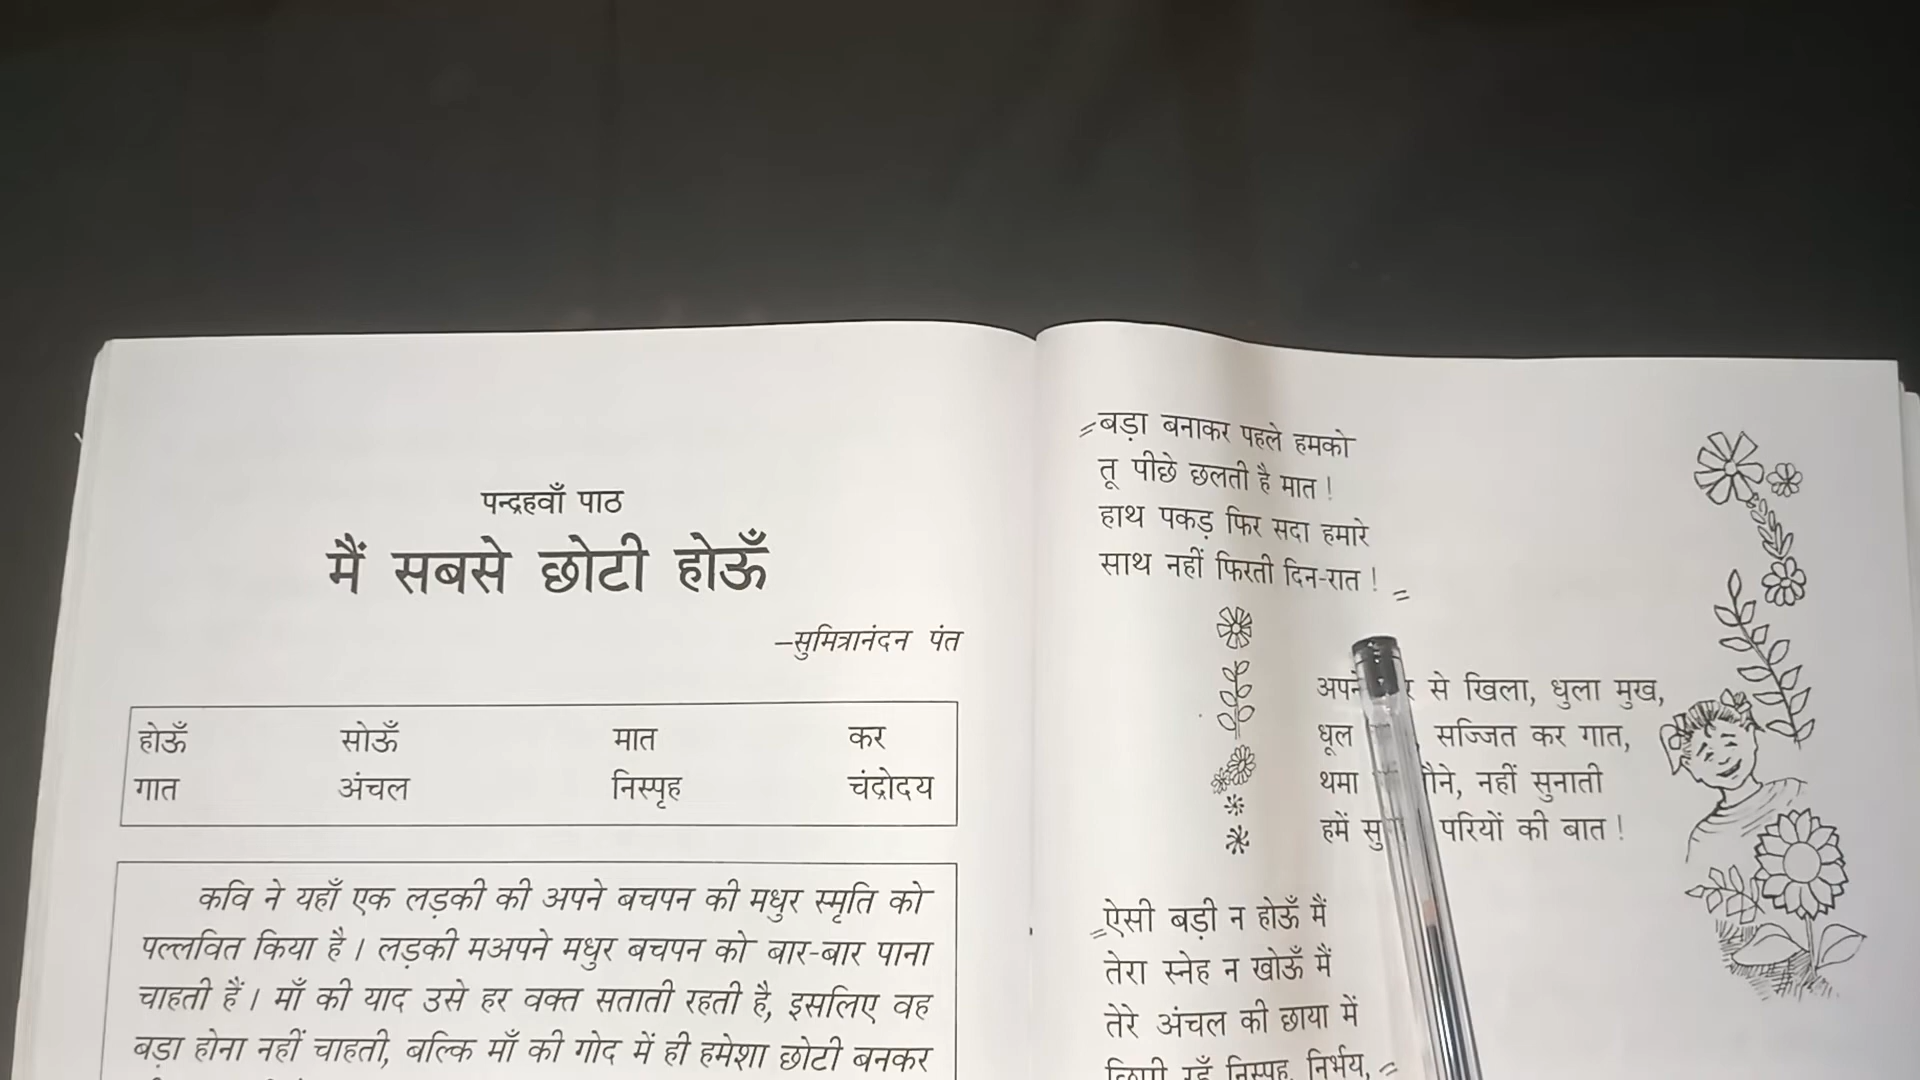 पन्द्रहवाँ पाठ
मैं सबसे छोटी होऊँ
–सुमित्रानंदन पंत
होऊँ सोऊँ मात कर
गात अंचल निस्पृह चंद्रोदय
कवि ने यहाँ एक लड़की की अपने बचपन की मधुर स्मृति को
पल्लवित किया है । लड़की मअपने मधुर बचपन को बार-बार पाना
चाहती हैं । माँ की याद उसे हर वक्त सताती रहती है, इसलिए वह
बड़ा होना नहीं चाहती, बल्कि माँ की गोद में ही हमेशा छोटी बनकर
बड़ा बनाकर पहले हमको
तू पीछे छलती है मात !
हाथ पकड़ फिर सदा हमारे
साथ नहीं फिरती दिन-रात !
अपने से खिला, धुला मुख,
धूल सज्जित कर गात,
थमा नहीं सुनाती
हमें परियों की बात !
ऐसी बड़ी न होऊँ मैं
तेरा स्नेह न खोऊँ मैं
तेरे अंचल की छाया में
निस्पृह, निर्भय,